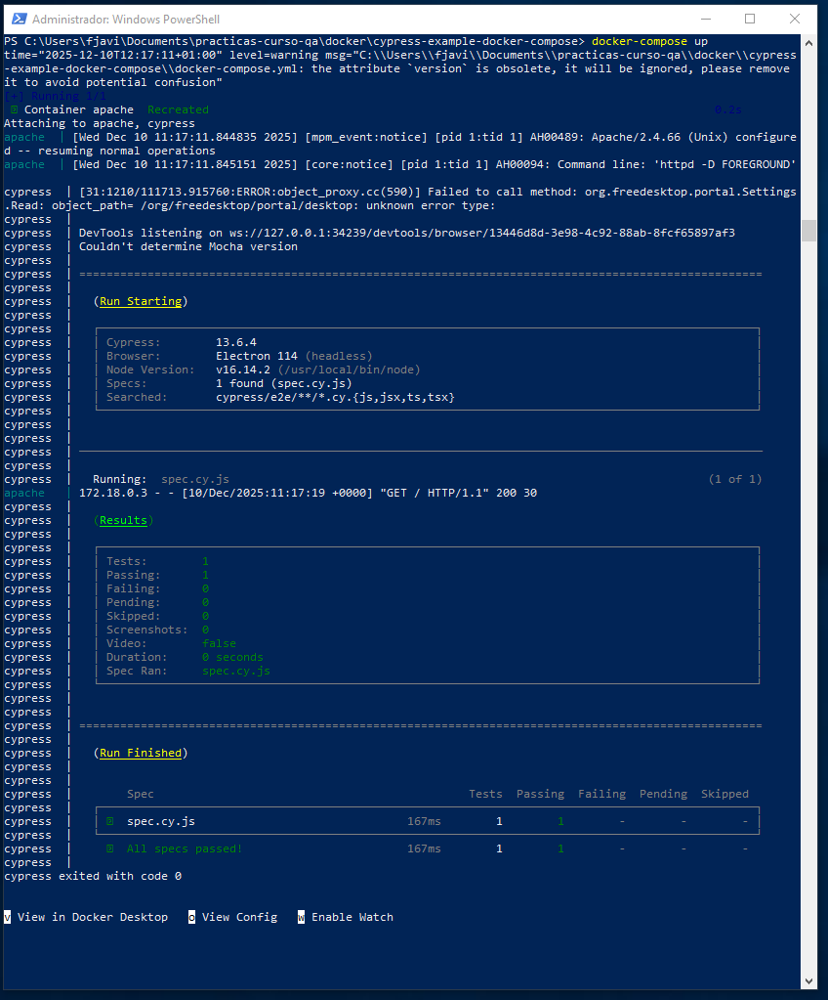 Administrador: Windows PowerShell
PS C:\Users\fjavi\Documents\practicas-curso-qa\docker\cypress-example-docker-compose> docker-compose up
time="2025-12-10T12:17:11+01:00" level=warning msg="C:\\Users\\fjavi\\Documents\\practicas-curso-qa\\docker\\cypress
-example-docker-compose\\docker-compose.yml: the attribute `version` is obsolete, it will be ignored, please remove
it to avoid potential confusion"
[+] Running 1/1
Container apache  Recreated  0.2s
Attaching to apache, cypress
apache  | [Wed Dec 10 11:17:11.844835 2025] [mpm_event:notice] [pid 1:tid 1] AH00489: Apache/2.4.66 (Unix) configure
d -- resuming normal operations
apache  | [Wed Dec 10 11:17:11.845151 2025] [core:notice] [pid 1:tid 1] AH00094: Command line: 'httpd -D FOREGROUND'
cypress  | [31:1210/111713.915760:ERROR:object_proxy.cc(590)] Failed to call method: org.freedesktop.portal.Settings
.Read: object_path= /org/freedesktop/portal/desktop: unknown error type:
cypress  |
cypress  | DevTools listening on ws://127.0.0.1:34239/devtools/browser/13446d8d-3e98-4c92-88ab-8fcf65897af3
cypress  | Couldn't determine Mocha version
cypress  |
cypress  | ====================================================================================================
cypress  |
cypress  |   (Run Starting)
cypress  |
cypress  |
cypress  | Cypress:        13.6.4
cypress  | Browser:        Electron 114 (headless)
cypress  | Node Version:   v16.14.2 (/usr/local/bin/node)
cypress  | Specs:          1 found (spec.cy.js)
cypress  | Searched:       cypress/e2e/**/*.cy.{js,jsx,ts,tsx}
cypress  |
cypress  |
cypress  |
cypress  |
cypress  |
cypress  |   Running:  spec.cy.js  (1 of 1)
apache  | 172.18.0.3 - - [10/Dec/2025:11:17:19 +0000] "GET / HTTP/1.1" 200 30
cypress  |
cypress  |   (Results)
cypress  |
cypress  |
cypress  | Tests:        1
cypress  | Passing:      1
cypress  | Failing:      0
cypress  | Pending:      0
cypress  | Skipped:      0
cypress  | Screenshots:  0
cypress  | Video:        false
cypress  | Duration:     0 seconds
cypress  | Spec Ran:     spec.cy.js
cypress  |
cypress  |
cypress  |
cypress  | ====================================================================================================
cypress  |
cypress  |   (Run Finished)
cypress  |
cypress  |
cypress  |   Spec  Tests  Passing  Failing  Pending  Skipped
cypress  |
cypress  |   spec.cy.js  167ms  1  1  -  -  -
cypress  |
cypress  |   All specs passed!  167ms  1  1  -  -  -
cypress  |
cypress exited with code 0
v View in Docker Desktop   o View Config   w Enable Watch